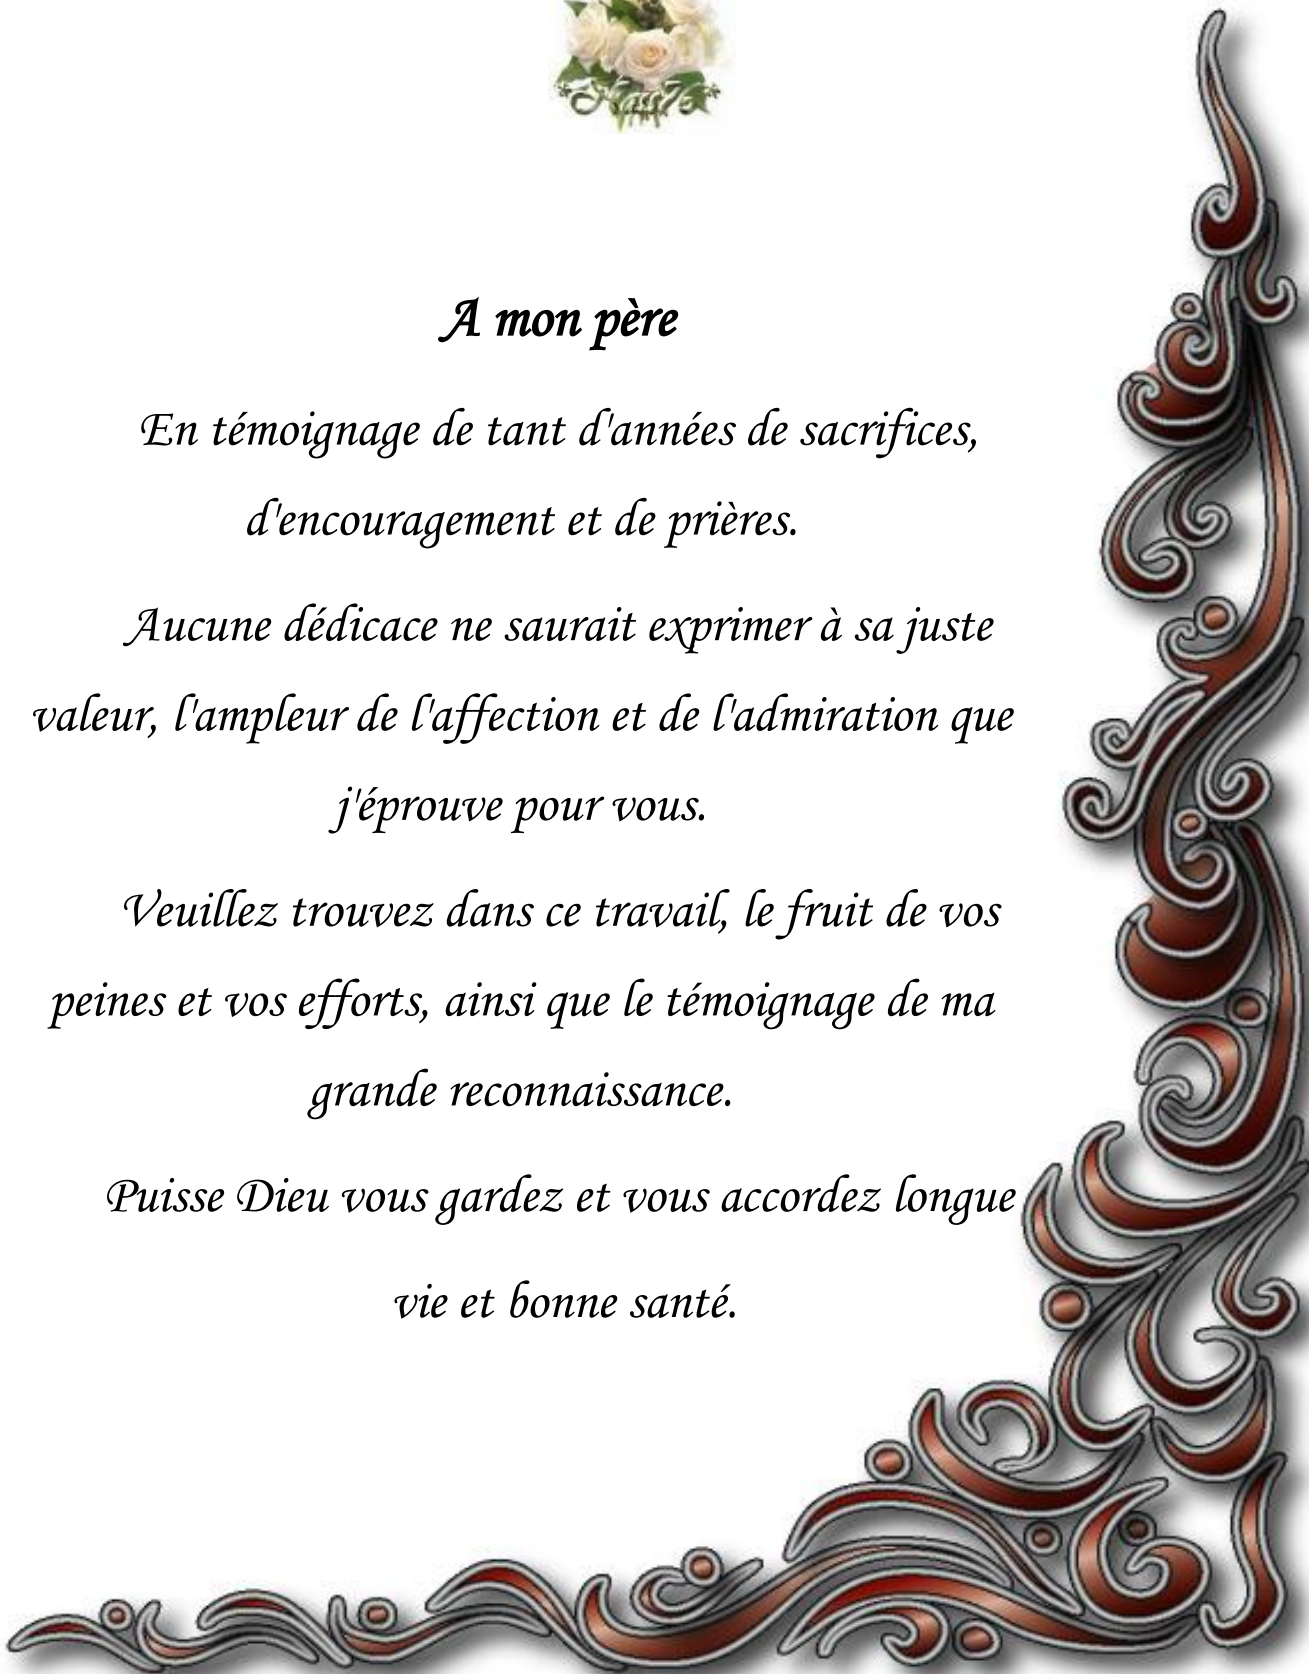 A mon père
En témoignage de tant d'années de sacrifices,
d'encouragement et de prières.
Aucune dédicace ne saurait exprimer à sa juste
valeur, l'ampleur de l'affection et de l'admiration que
j'éprouve pour vous.
Veuillez trouvez dans ce travail, le fruit de vos
peines et vos efforts, ainsi que le témoignage de ma
grande reconnaissance.
Puisse Dieu vous gardez et vous accordez longue
vie et bonne santé.